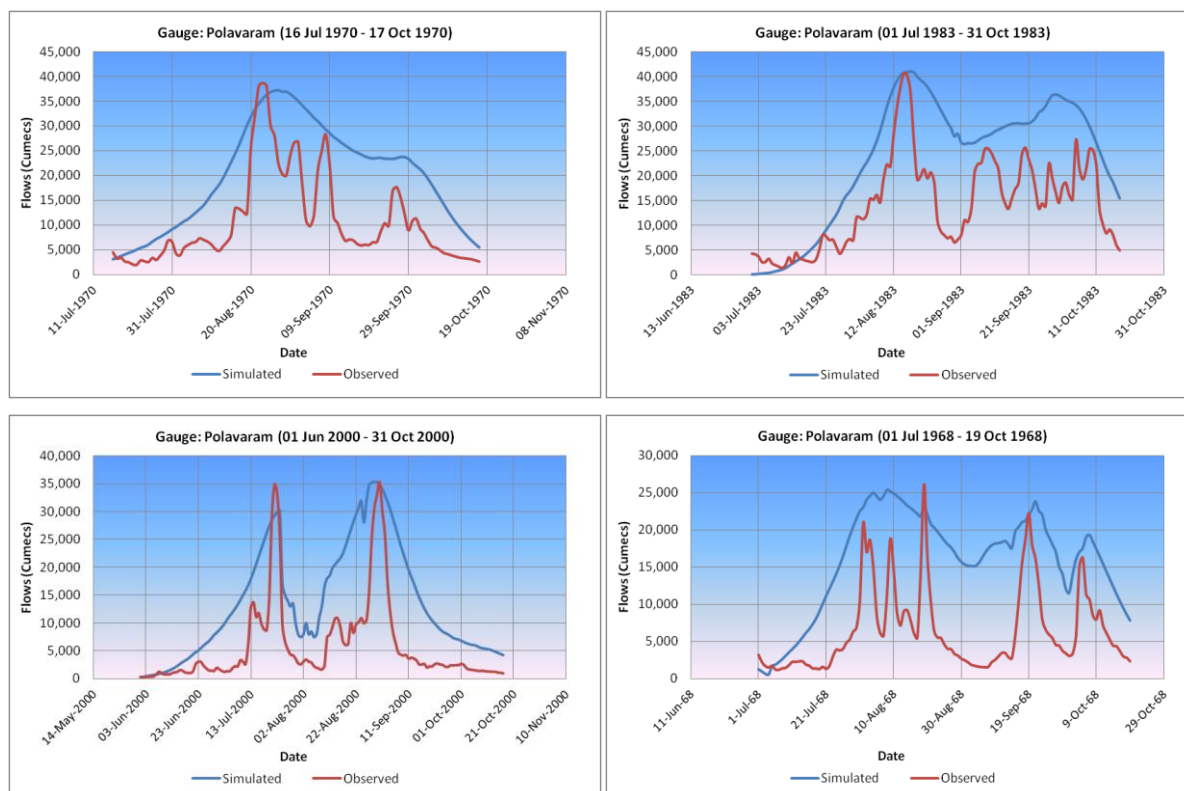 Gauge: Polavaram (16 Jul 1970 - 17 Oct 1970)
45,000
40,000
35,000
30,000
25,000
20,000
15,000
10,000
5,000
0
Flows (Cumecs)
11-Jul-1970
31-Jul-1970
20-Aug-1970
09-Sep-1970
29-Sep-1970
19-Oct-1970
08-Nov-1970
Date
Simulated Observed
Gauge: Polavaram (01 Jul 1983 - 31 Oct 1983)
45,000
40,000
35,000
30,000
25,000
20,000
15,000
10,000
5,000
0
Flows (Cumecs)
13-Jun-1983
03-Jul-1983
23-Jul-1983
12-Aug-1983
01-Sep-1983
21-Sep-1983
11-Oct-1983
31-Oct-1983
Date
Simulated Observed
Gauge: Polavaram (01 Jun 2000 - 31 Oct 2000)
40,000
35,000
30,000
25,000
20,000
15,000
10,000
5,000
0
Flows (Cumecs)
14-May-2000
03-Jun-2000
23-Jun-2000
13-Jul-2000
02-Aug-2000
22-Aug-2000
11-Sep-2000
01-Oct-2000
21-Oct-2000
10-Nov-2000
Date
Simulated Observed
Gauge: Polavaram (01 Jul 1968 - 19 Oct 1968)
30,000
25,000
20,000
15,000
10,000
5,000
0
Flows (Cumecs)
11-Jun-68
1-Jul-68
21-Jul-68
10-Aug-68
30-Aug-68
19-Sep-68
9-Oct-68
29-Oct-68
Date
Simulated Observed